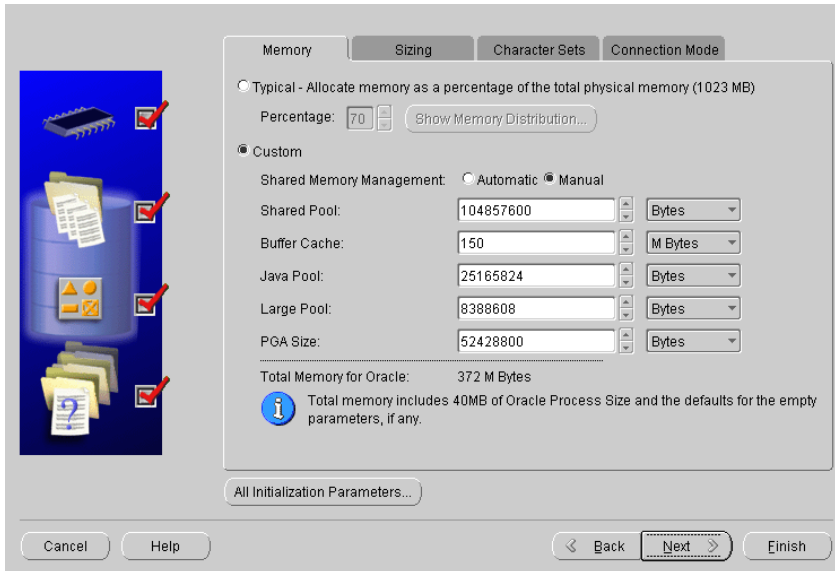 Memory Sizing Character Sets Connection Mode
Typical - Allocate memory as a percentage of the total physical memory (1023 MB)
Percentage: 70 Show Memory Distribution...
Custom
Shared Memory Management: Automatic Manual
Shared Pool: 104857600 Bytes
Buffer Cache: 150 M Bytes
Java Pool: 25165824 Bytes
Large Pool: 8388608 Bytes
PGA Size: 52428800 Bytes
Total Memory for Oracle: 372 M Bytes
Total memory includes 40MB of Oracle Process Size and the defaults for the empty
parameters, if any.
All Initialization Parameters...
Cancel Help Back Next Finish